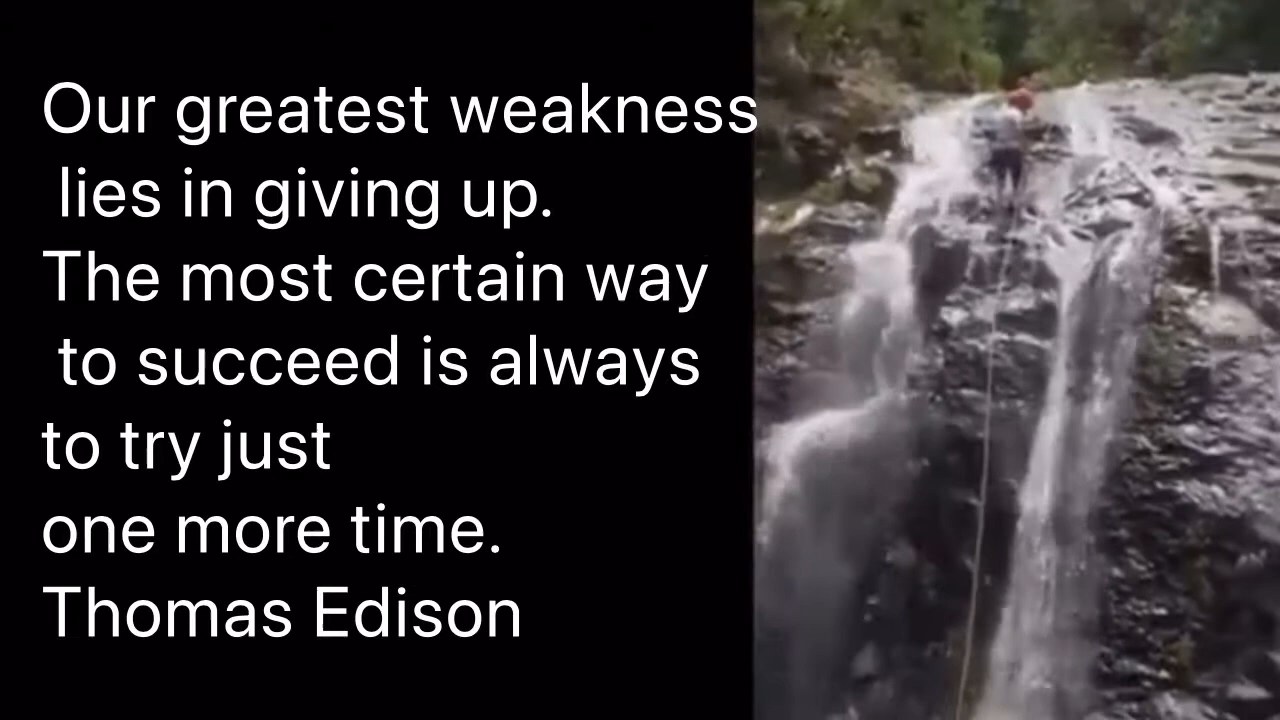 Our greatest weakness
lies in giving up.
The most certain way
to succeed is always
to try just
one more time.
Thomas Edison